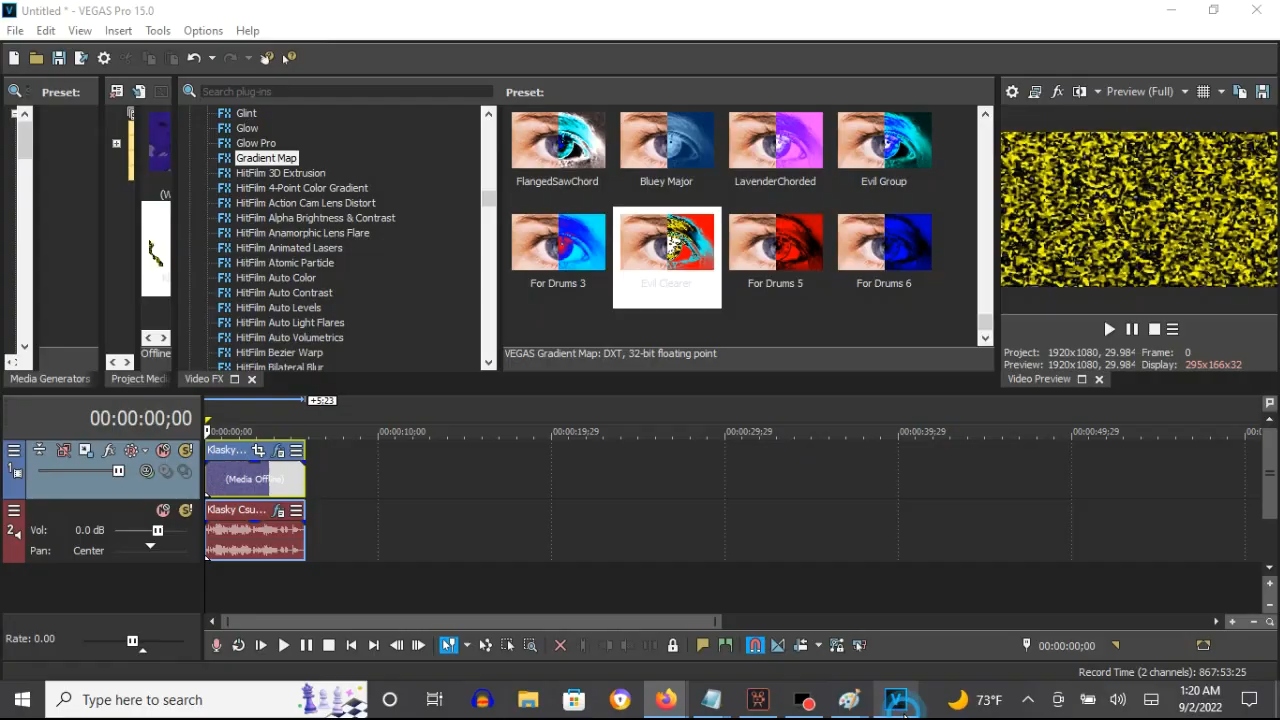 Untitled * - VEGAS Pro 15.0
File Edit View Insert Tools Options Help
Preset:
Search plug-ins
Preset:
Preview (Full)
Glint
Glow
Glow Pro
Gradient Map
HitFilm 3D Extrusion
HitFilm 4-Point Color Gradient
HitFilm Action Cam Lens Distort
HitFilm Alpha Brightness & Contrast
HitFilm Anamorphic Lens Flare
HitFilm Animated Lasers
HitFilm Atomic Particle
HitFilm Auto Color
HitFilm Auto Contrast
HitFilm Auto Levels
HitFilm Auto Light Flares
HitFilm Auto Volumetrics
HitFilm Bezier Warp
HitFilm Bilateral Blur
FlangedSawChord Bluey Major LavenderChorded Evil Group
For Drums 3 Evil Clearer For Drums 5 For Drums 6
(W
Offline
VEGAS Gradient Map: DXT, 32-bit floating point
Project: 1920x1080, 29.984 Frame: 0
Preview: 1920x1080, 29.984 Display: 295x166x32
Media Generators Project Medi Video FX Video Preview
+5;23
00:00:00;00
0:00:00;00 00:00:10;00 00:00:19;29 00:00:29;29 00:00:39;29 00:00:49;29 00:0
1 Klasky...
(Media Offline)
2 Klasky Csu...
Vol: 0.0 dB
Pan: Center
Rate: 0.00
00:00:00;00
Record Time (2 channels): 867:53:25
Type here to search
73°F
1:20 AM
9/2/2022